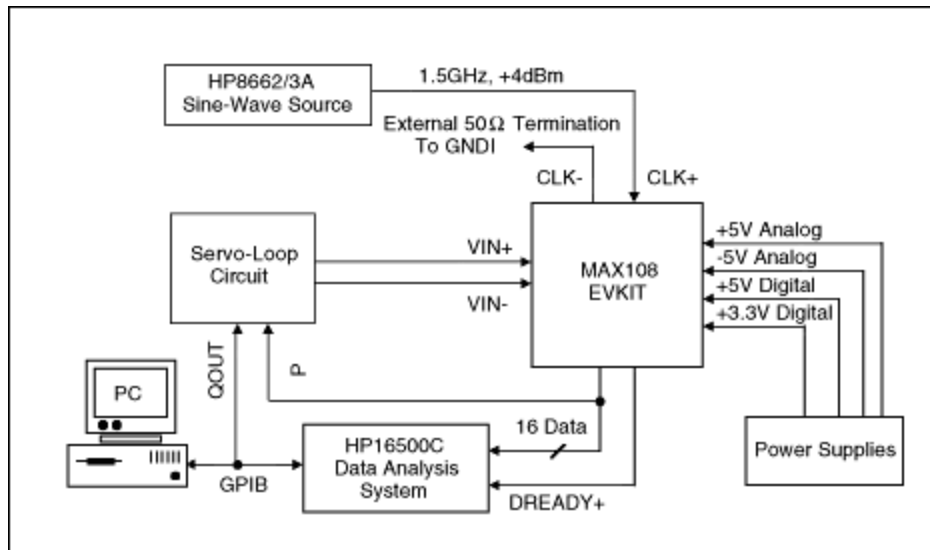 HP8662/3A
Sine-Wave Source
1.5GHz, +4dBm
External 50Ω Termination
To GNDI
CLK-
CLK+
Servo-Loop
Circuit
VIN+
VIN-
MAX108
EVKIT
+5V Analog
-5V Analog
+5V Digital
+3.3V Digital
QOUT
P
PC
16 Data
HP16500C
Data Analysis
System
GPIB
DREADY+
Power Supplies